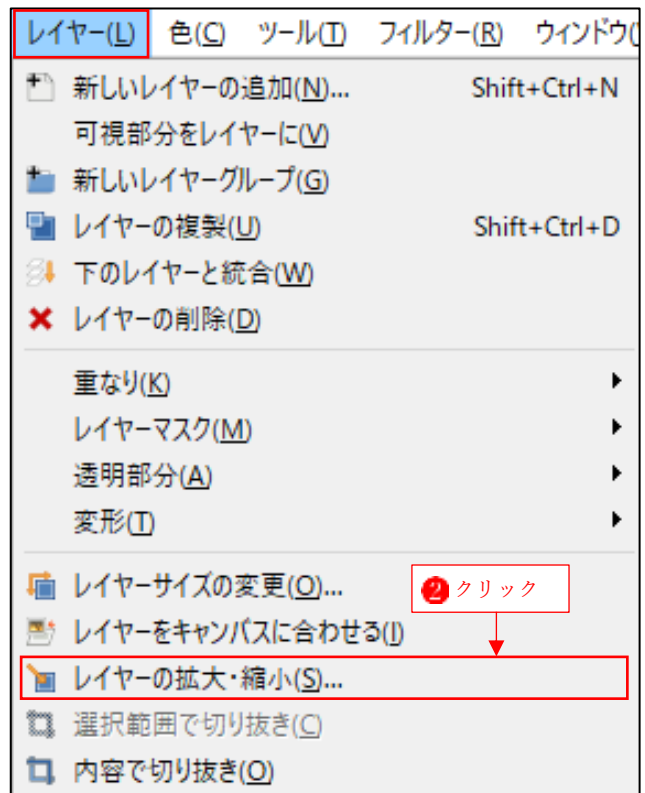 レイヤー(L) 色(C) ツール(T) フィルター(R) ウィンドウ(
新しいレイヤーの追加(N)... Shift+Ctrl+N
可視部分をレイヤーに(V)
新しいレイヤーグループ(G)
レイヤーの複製(U) Shift+Ctrl+D
下のレイヤーと統合(W)
レイヤーの削除(D)
重なり(K)
レイヤーマスク(M)
透明部分(A)
変形(T)
レイヤーサイズの変更(O)...
❷クリック
レイヤーをキャンバスに合わせる(I)
レイヤーの拡大・縮小(S)...
選択範囲で切り抜き(C)
内容で切り抜き(O)